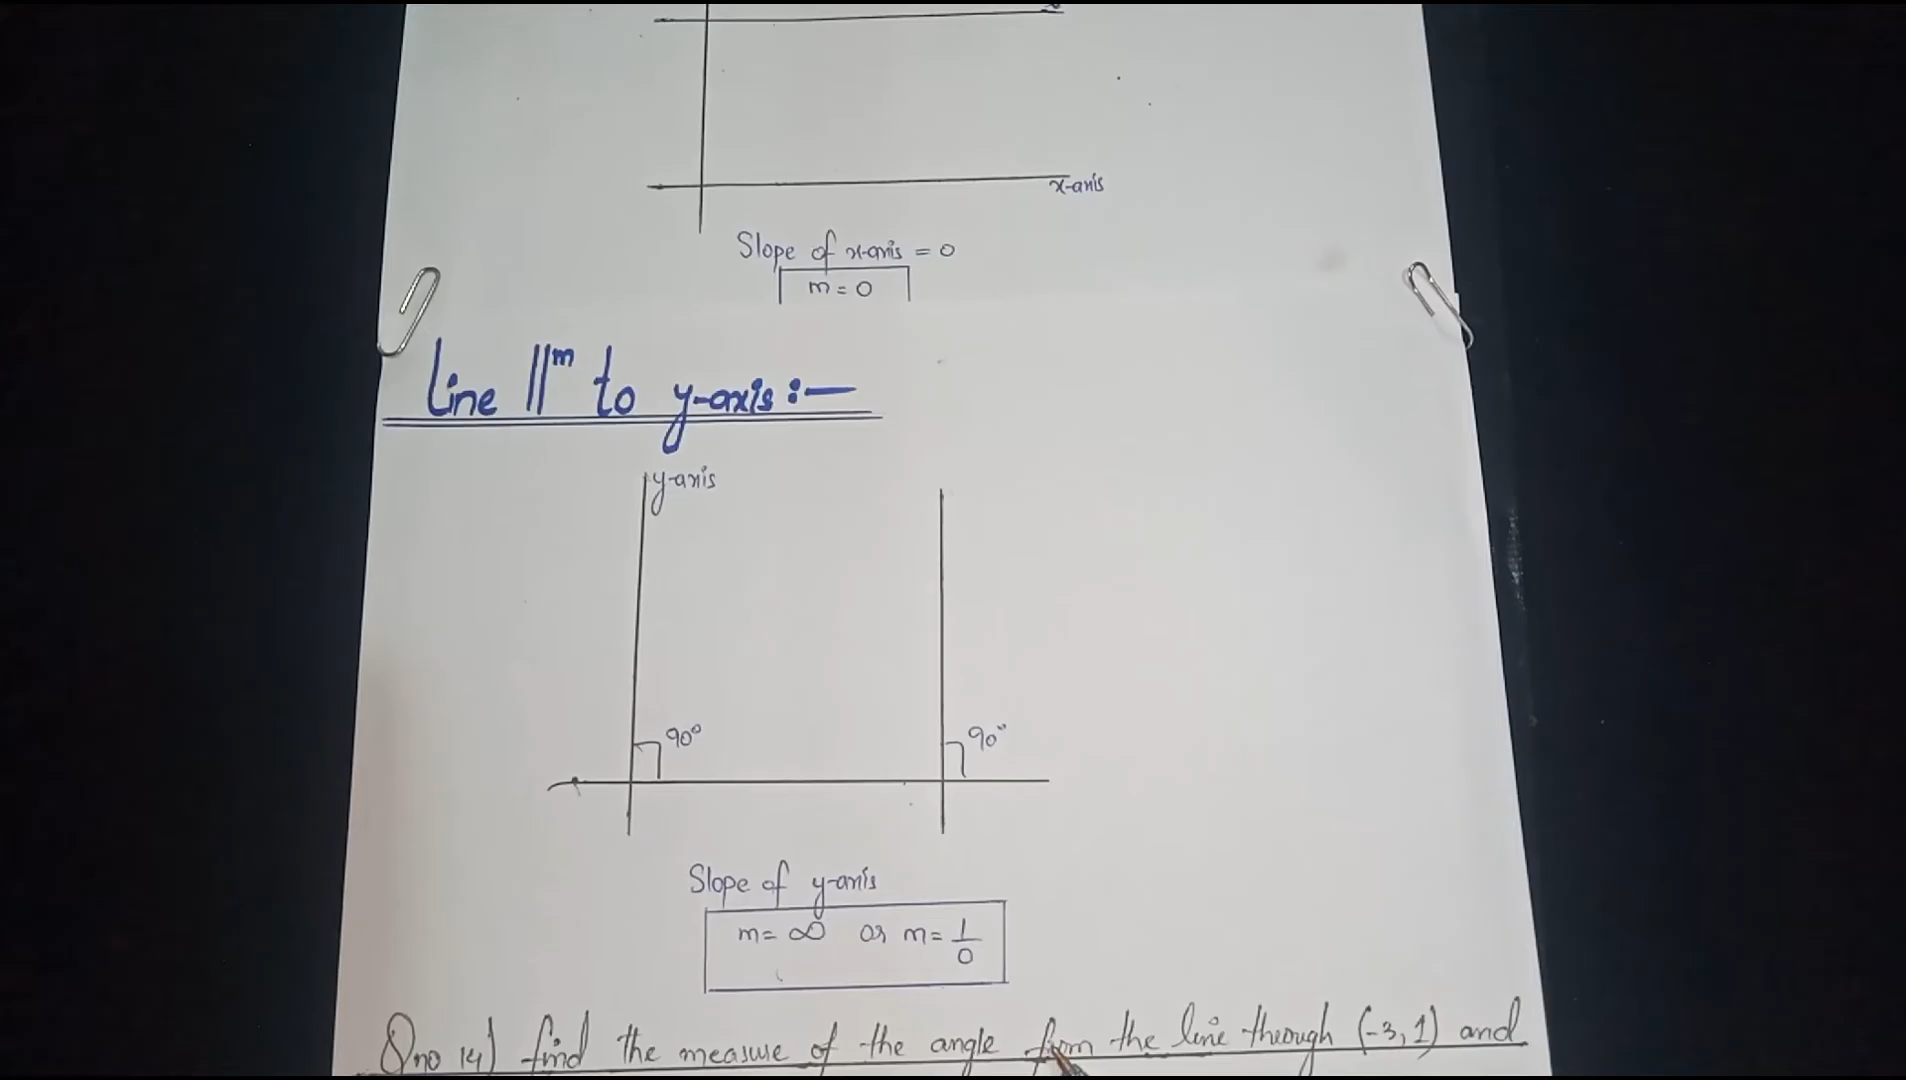 x-axis
Slope of x-axis = 0
m = 0
Line ||m to y-axis :—
y-axis
90° 90°
Slope of y-axis
m = ∞ or m = 1/0
Qno 14) find the measure of the angle from the line through (-3, 1) and